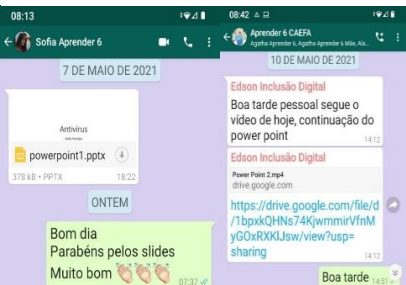 08:13
Sofia Aprender 6
7 DE MAIO DE 2021
Antivírus
powerpoint1.pptx
378 kB • PPTX 18:22
ONTEM
Bom dia
Parabéns pelos slides
Muito bom 👏👏👏
07:37
08:42
Aprender 6 CAEFA
Agatha Aprender 6, Agatha Aprender 6 Mãe, Ala...
10 DE MAIO DE 2021
Edson Inclusão Digital
Boa tarde pessoal segue o
vídeo de hoje, continuação do
power point
14:12
Edson Inclusão Digital
Power Point 2.mp4
drive.google.com
https://drive.google.com/file/d
/1bpxkQHNs74KjwmmirVfnM
yGOxRXKlJsw/view?usp=
sharing
14:12
Boa tarde 14:51